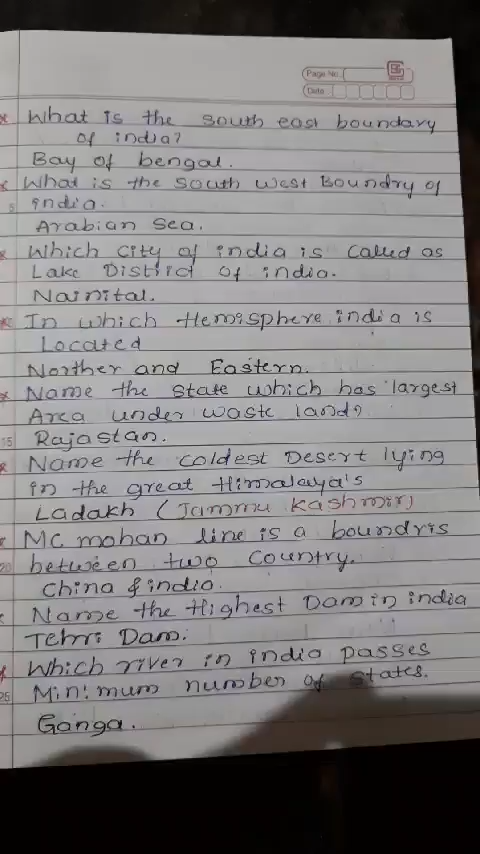 Page No.
Date
What is the south east boundary
of india?
Bay of bengal.
What is the south west Boundry of
india.
Arabian Sea.
Which city of india is called as
Lake District of india.
Nainital.
In which Hemisphere india is
Located
Norther and Eastern.
Name the state which has largest
Area under waste land?
Rajastan.
Name the coldest Desert lying
in the great Himalaya's
Ladakh (Jammu Kashmir)
Mc mohan line is a boundris
between two country.
China & india.
Name the Highest Dam in india
Tehri Dam.
Which river in india passes
Minimum number of states.
Ganga.